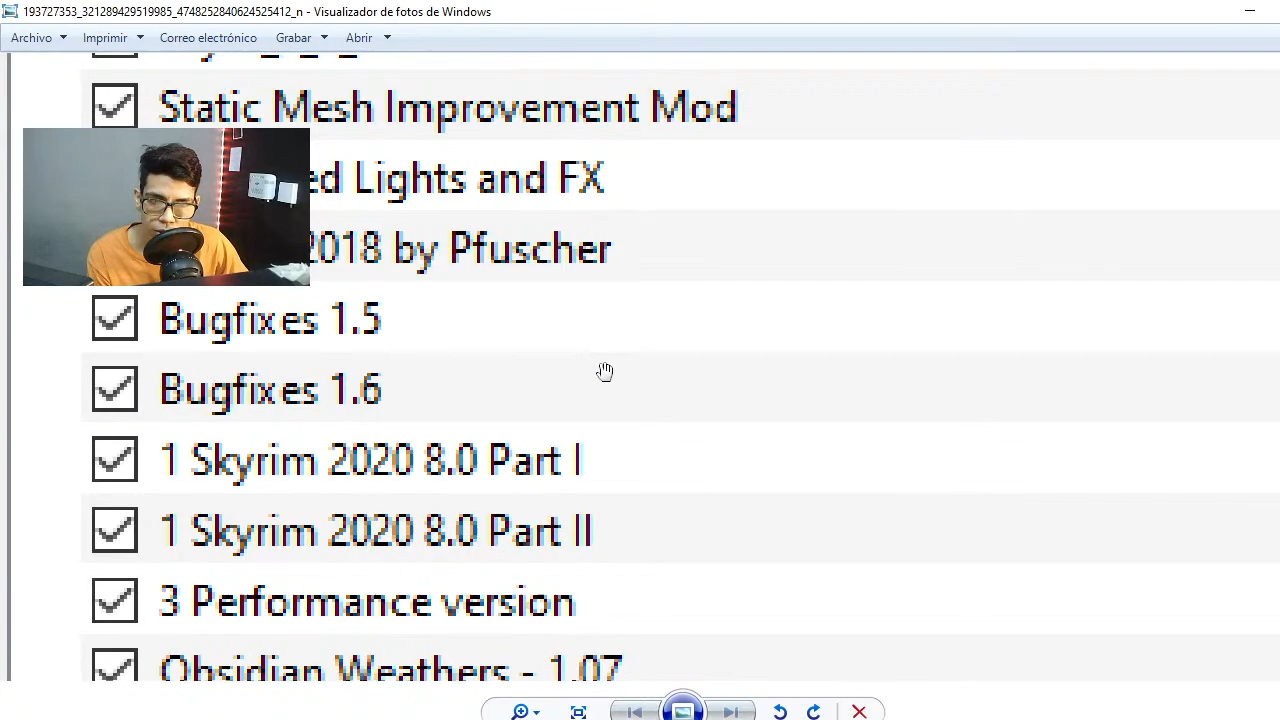 193727353_321289429519985_4748252840624525412_n - Visualizador de fotos de Windows
Archivo Imprimir Correo electrónico Grabar Abrir
Static Mesh Improvement Mod
ed Lights and FX
2018 by Pfuscher
Bugfixes 1.5
Bugfixes 1.6
1 Skyrim 2020 8.0 Part I
1 Skyrim 2020 8.0 Part II
3 Performance version
Obsidian Weathers - 1.07